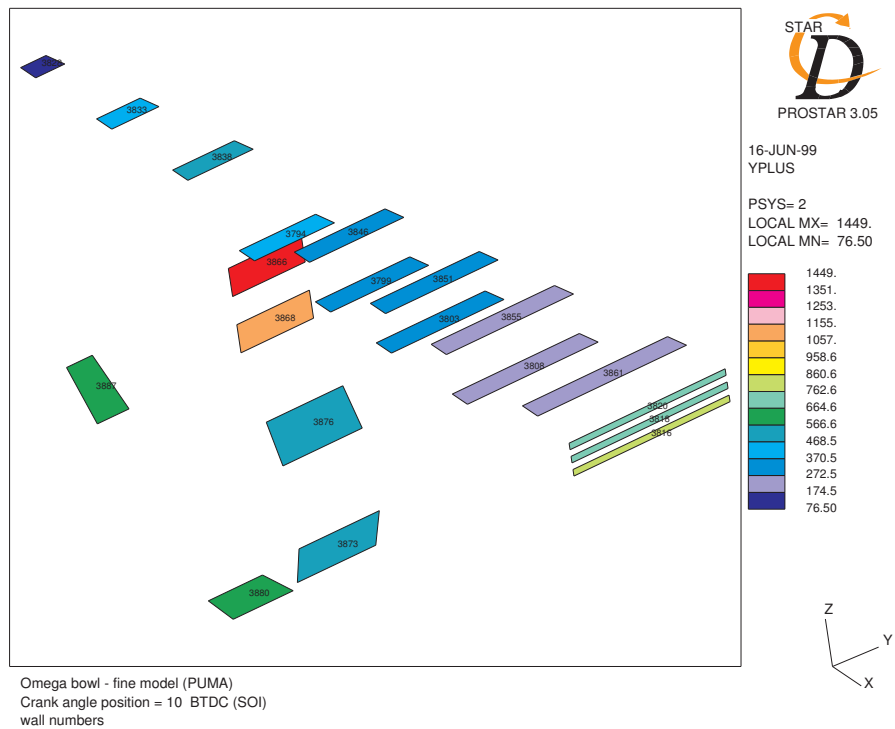 3833
3838
3794
3846
3866
3799
3851
3868
3803
3855
3808
3861
3887
3876
3820
3818
3816
3873
3880
STAR
D
PROSTAR 3.05
16-JUN-99
YPLUS
PSYS= 2
LOCAL MX= 1449.
LOCAL MN= 76.50
1449.
1351.
1253.
1155.
1057.
958.6
860.6
762.6
664.6
566.6
468.5
370.5
272.5
174.5
76.50
Z
Y
X
Omega bowl - fine model (PUMA)
Crank angle position = 10 BTDC (SOI)
wall numbers